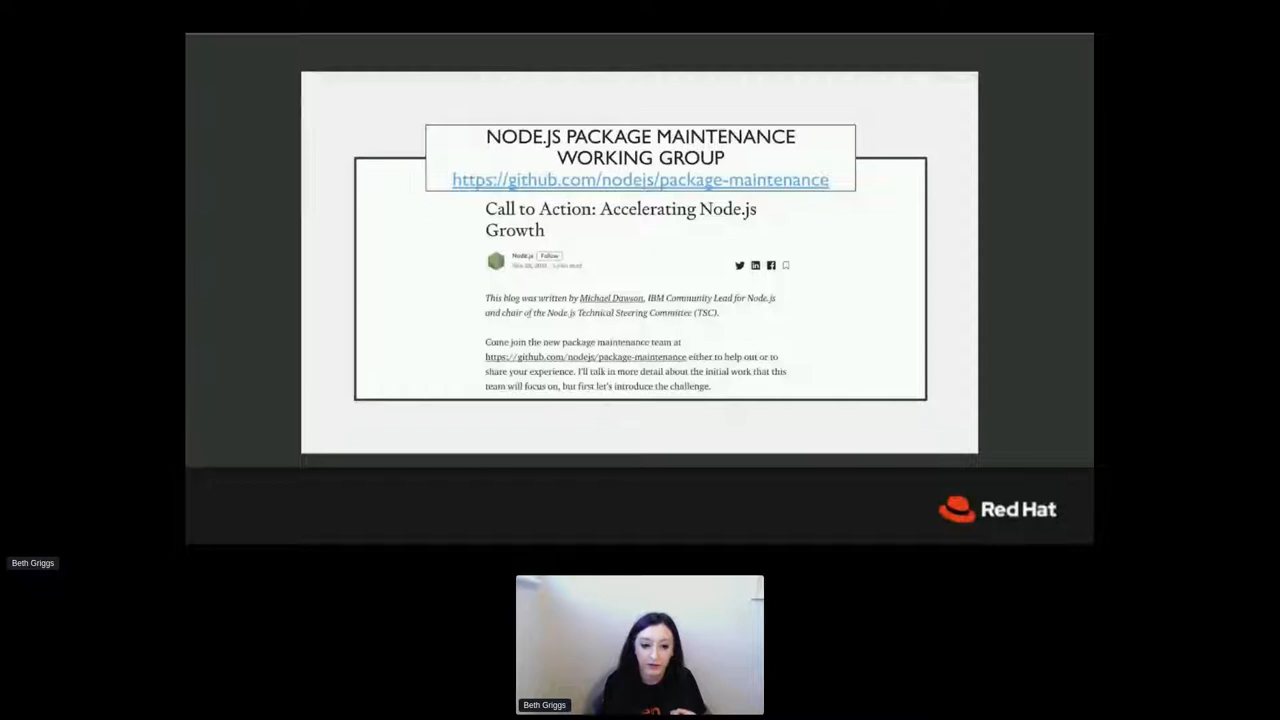 NODE.JS PACKAGE MAINTENANCE
WORKING GROUP
https://github.com/nodejs/package-maintenance
Call to Action: Accelerating Node.js
Growth
Node.js Follow
This blog was written by Michael Dawson, IBM Community Lead for Node.js
and chair of the Node.js Technical Steering Committee (TSC).
Come join the new package maintenance team at
https://github.com/nodejs/package-maintenance either to help out or to
share your experience. I'll talk in more detail about the initial work that this
team will focus on, but first let's introduce the challenge.
Red Hat
Beth Griggs
Beth Griggs